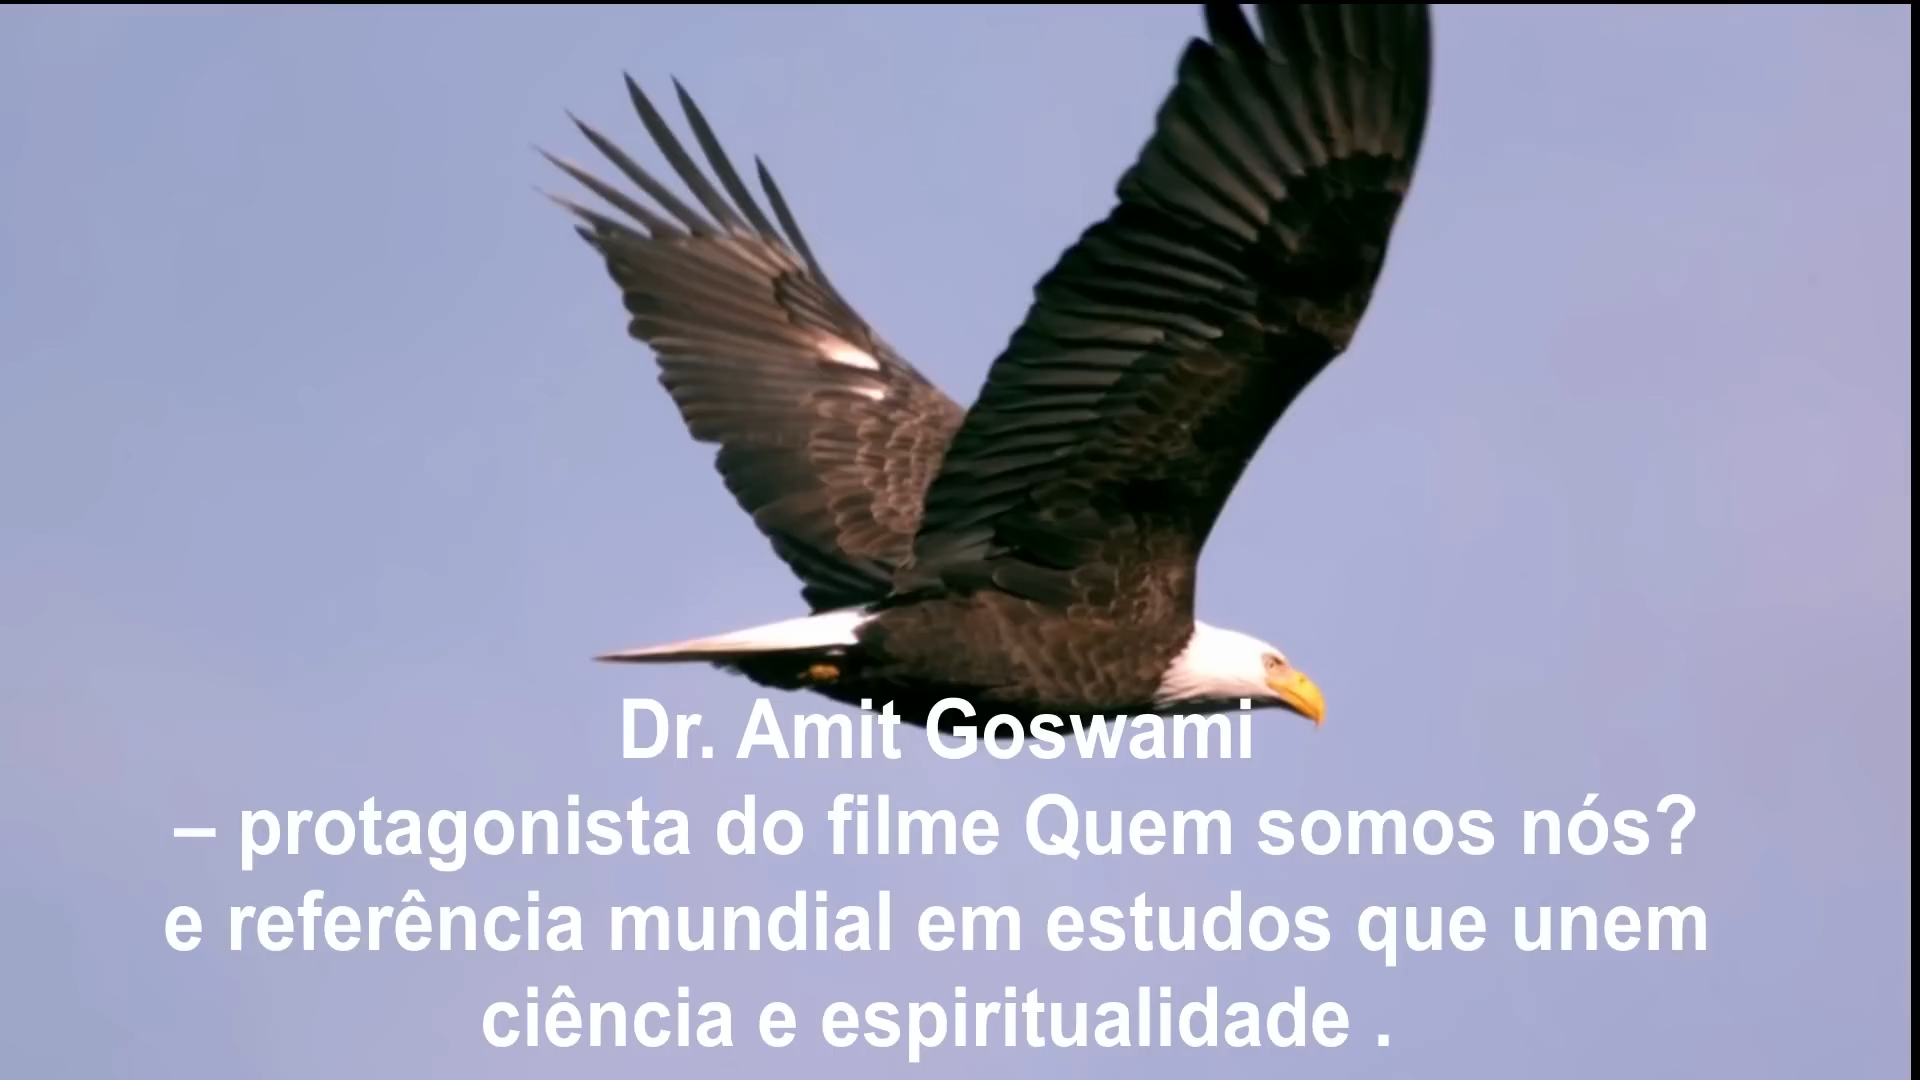 Dr. Amit Goswami
– protagonista do filme Quem somos nós?
e referência mundial em estudos que unem
ciência e espiritualidade .